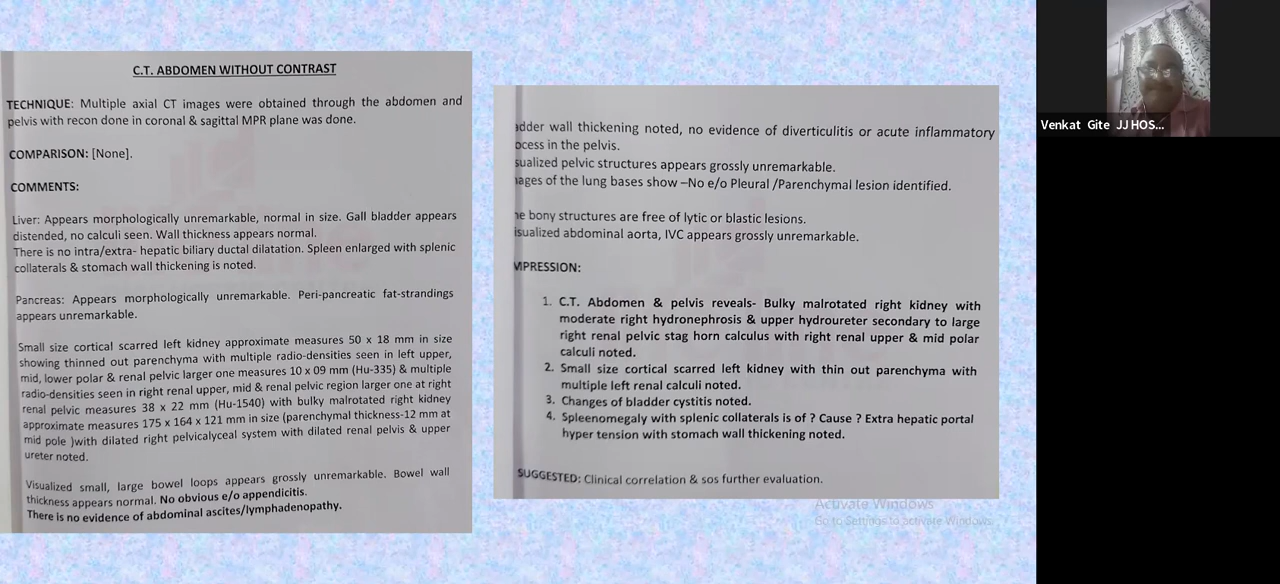 C.T. ABDOMEN WITHOUT CONTRAST
TECHNIQUE: Multiple axial CT images were obtained through the abdomen and
pelvis with recon done in coronal & sagittal MPR plane was done.
COMPARISON: [None].
COMMENTS:
Liver: Appears morphologically unremarkable, normal in size. Gall bladder appears
distended, no calculi seen. Wall thickness appears normal.
There is no intra/extra- hepatic biliary ductal dilatation. Spleen enlarged with splenic
collaterals & stomach wall thickening is noted.
Pancreas: Appears morphologically unremarkable. Peri-pancreatic fat-strandings
appears unremarkable.
Small size cortical scarred left kidney approximate measures 50 x 18 mm in size
showing thinned out parenchyma with multiple radio-densities seen in left upper,
mid, lower polar & renal pelvic larger one measures 10 x 09 mm (Hu-335) & multiple
radio-densities seen in right renal upper, mid & renal pelvic region larger one at right
renal pelvic measures 38 x 22 mm (Hu-1540) with bulky malrotated right kidney
approximate measures 175 x 164 x 121 mm in size (parenchymal thickness-12 mm at
mid pole )with dilated right pelvicalyceal system with dilated renal pelvis & upper
ureter noted.
Visualized small, large bowel loops appears grossly unremarkable. Bowel wall
thickness appears normal. No obvious e/o appendicitis.
There is no evidence of abdominal ascites/lymphadenopathy.
adder wall thickening noted, no evidence of diverticulitis or acute inflammatory
ocess in the pelvis.
sualized pelvic structures appears grossly unremarkable.
ages of the lung bases show –No e/o Pleural /Parenchymal lesion identified.
he bony structures are free of lytic or blastic lesions.
isualized abdominal aorta, IVC appears grossly unremarkable.
MPRESSION:
1. C.T. Abdomen & pelvis reveals- Bulky malrotated right kidney with
moderate right hydronephrosis & upper hydroureter secondary to large
right renal pelvic stag horn calculus with right renal upper & mid polar
calculi noted.
2. Small size cortical scarred left kidney with thin out parenchyma with
multiple left renal calculi noted.
3. Changes of bladder cystitis noted.
4. Spleenomegaly with splenic collaterals is of ? Cause ? Extra hepatic portal
hyper tension with stomach wall thickening noted.
SUGGESTED: Clinical correlation & sos further evaluation.
Activate Windows
Go to Settings to activate Windows.
Venkat Gite JJ HOS...